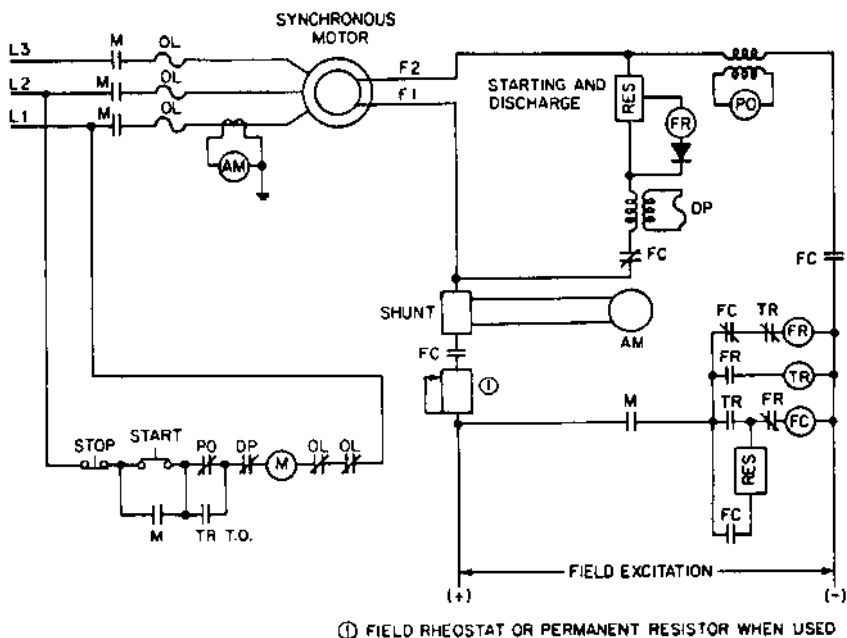 SYNCHRONOUS
MOTOR
L3
M
OL
L2
M
OL
L1
M
OL
AM
F2
F1
STARTING AND
DISCHARGE
RES
FR
PO
DP
FC
FC
SHUNT
AM
FC
①
FC
TR
FR
FR
TR
M
TR
FR
FC
RES
FC
STOP
START
PO
DP
M
OL
OL
M
TR T.O.
FIELD EXCITATION
(+)
(-)
① FIELD RHEOSTAT OR PERMANENT RESISTOR WHEN USED